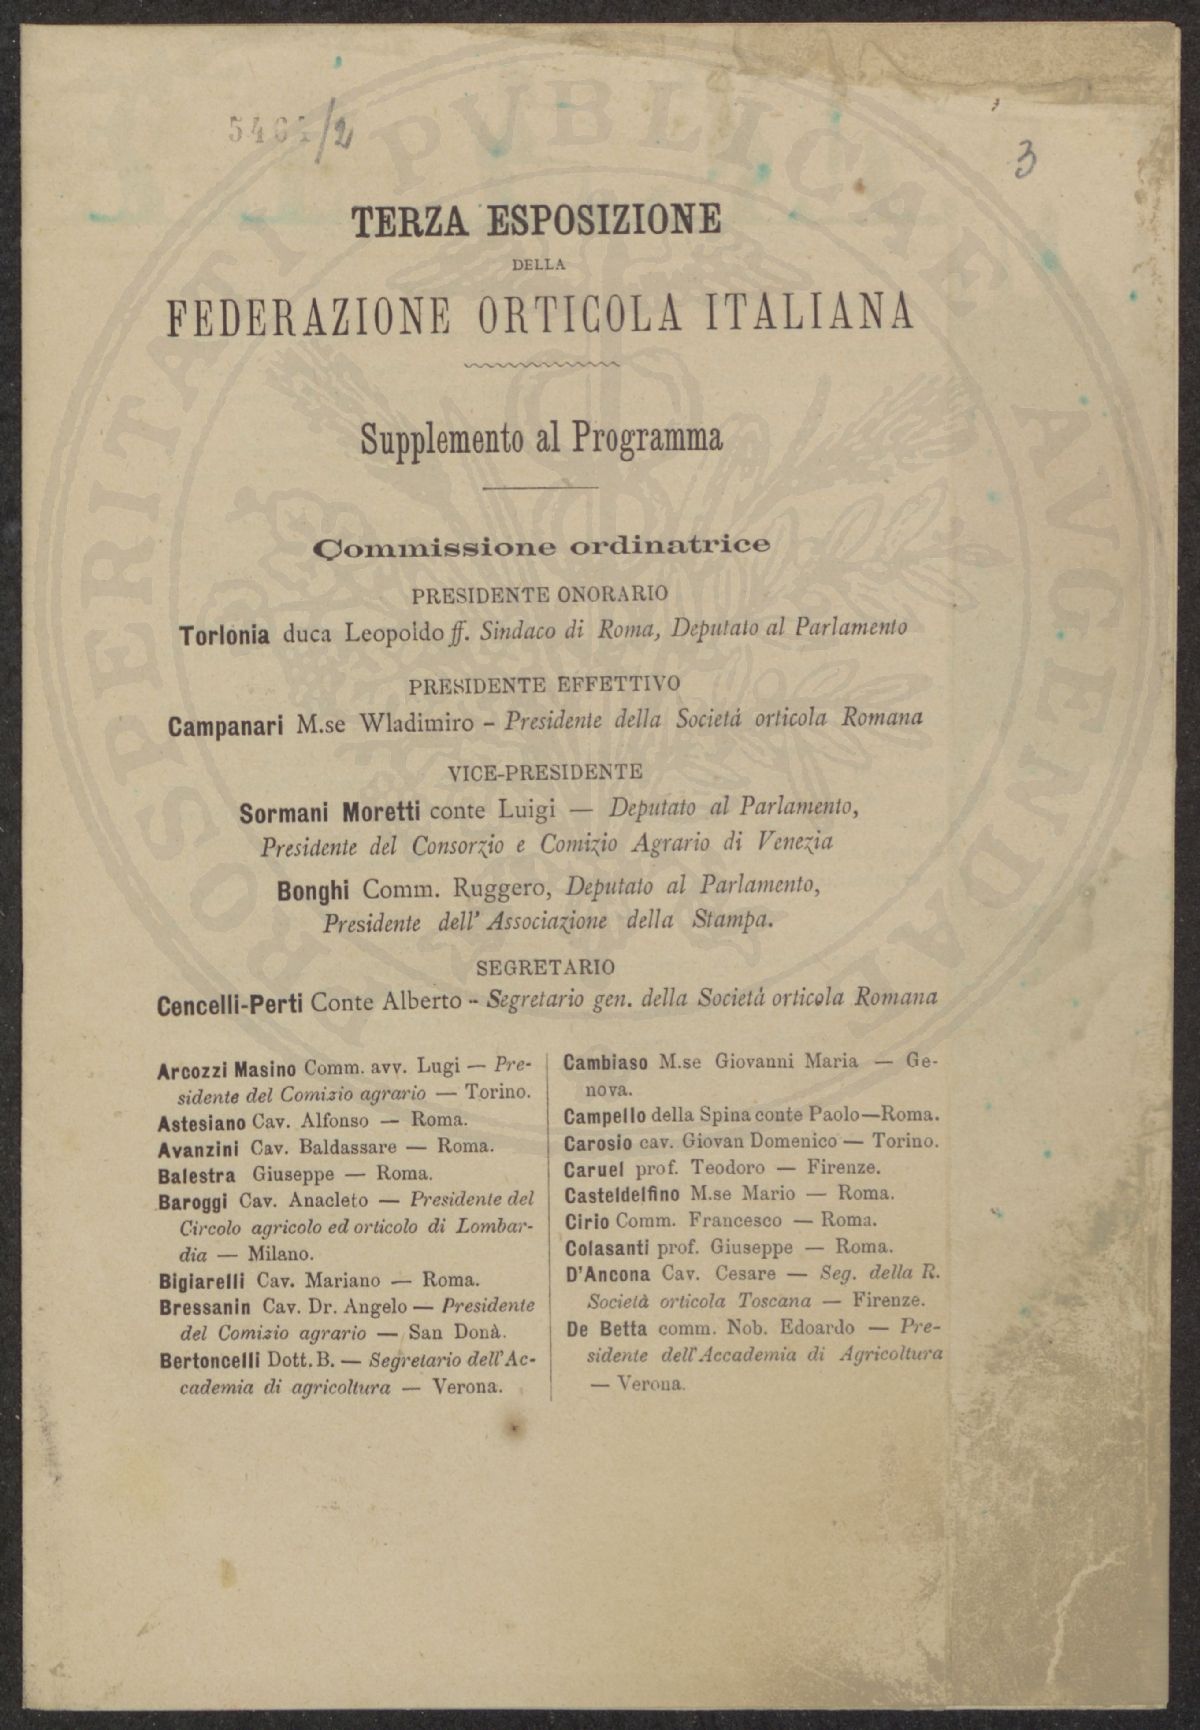 5464/2
3
TERZA ESPOSIZIONE
DELLA
FEDERAZIONE ORTICOLA ITALIANA
Supplemento al Programma
Commissione ordinatrice
PRESIDENTE ONORARIO
Torlonia duca Leopoldo ff. Sindaco di Roma, Deputato al Parlamento
PRESIDENTE EFFETTIVO
Campanari M.se Wladimiro - Presidente della Societá orticola Romana
VICE-PRESIDENTE
Sormani Moretti conte Luigi — Deputato al Parlamento,
Presidente del Consorzio e Comizio Agrario di Venezia
Bonghi Comm. Ruggero, Deputato al Parlamento,
Presidente dell' Associazione della Stampa.
SEGRETARIO
Cencelli-Perti Conte Alberto - Segretario gen. della Societá orticola Romana
Arcozzi Masino Comm. avv. Lugi — Pre-
sidente del Comizio agrario — Torino.
Astesiano Cav. Alfonso — Roma.
Avanzini Cav. Baldassare — Roma.
Balestra Giuseppe — Roma.
Baroggi Cav. Anacleto — Presidente del
Circolo agricolo ed orticolo di Lombar-
dia — Milano.
Bigiarelli Cav. Mariano — Roma.
Bressanin Cav. Dr. Angelo — Presidente
del Comizio agrario — San Donà.
Bertoncelli Dott. B. — Segretario dell'Ac-
cademia di agricoltura — Verona.
Cambiaso M.se Giovanni Maria — Ge-
nova.
Campello della Spina conte Paolo—Roma.
Carosio cav. Giovan Domenico — Torino.
Caruel prof. Teodoro — Firenze.
Casteldelfino M.se Mario — Roma.
Cirio Comm. Francesco — Roma.
Colasanti prof. Giuseppe — Roma.
D'Ancona Cav. Cesare — Seg. della R.
Società orticola Toscana — Firenze.
De Betta comm. Nob. Edoardo — Pre-
sidente dell'Accademia di Agricoltura
— Verona.
PROSPERITATI PVBLICAE AVGENDAE